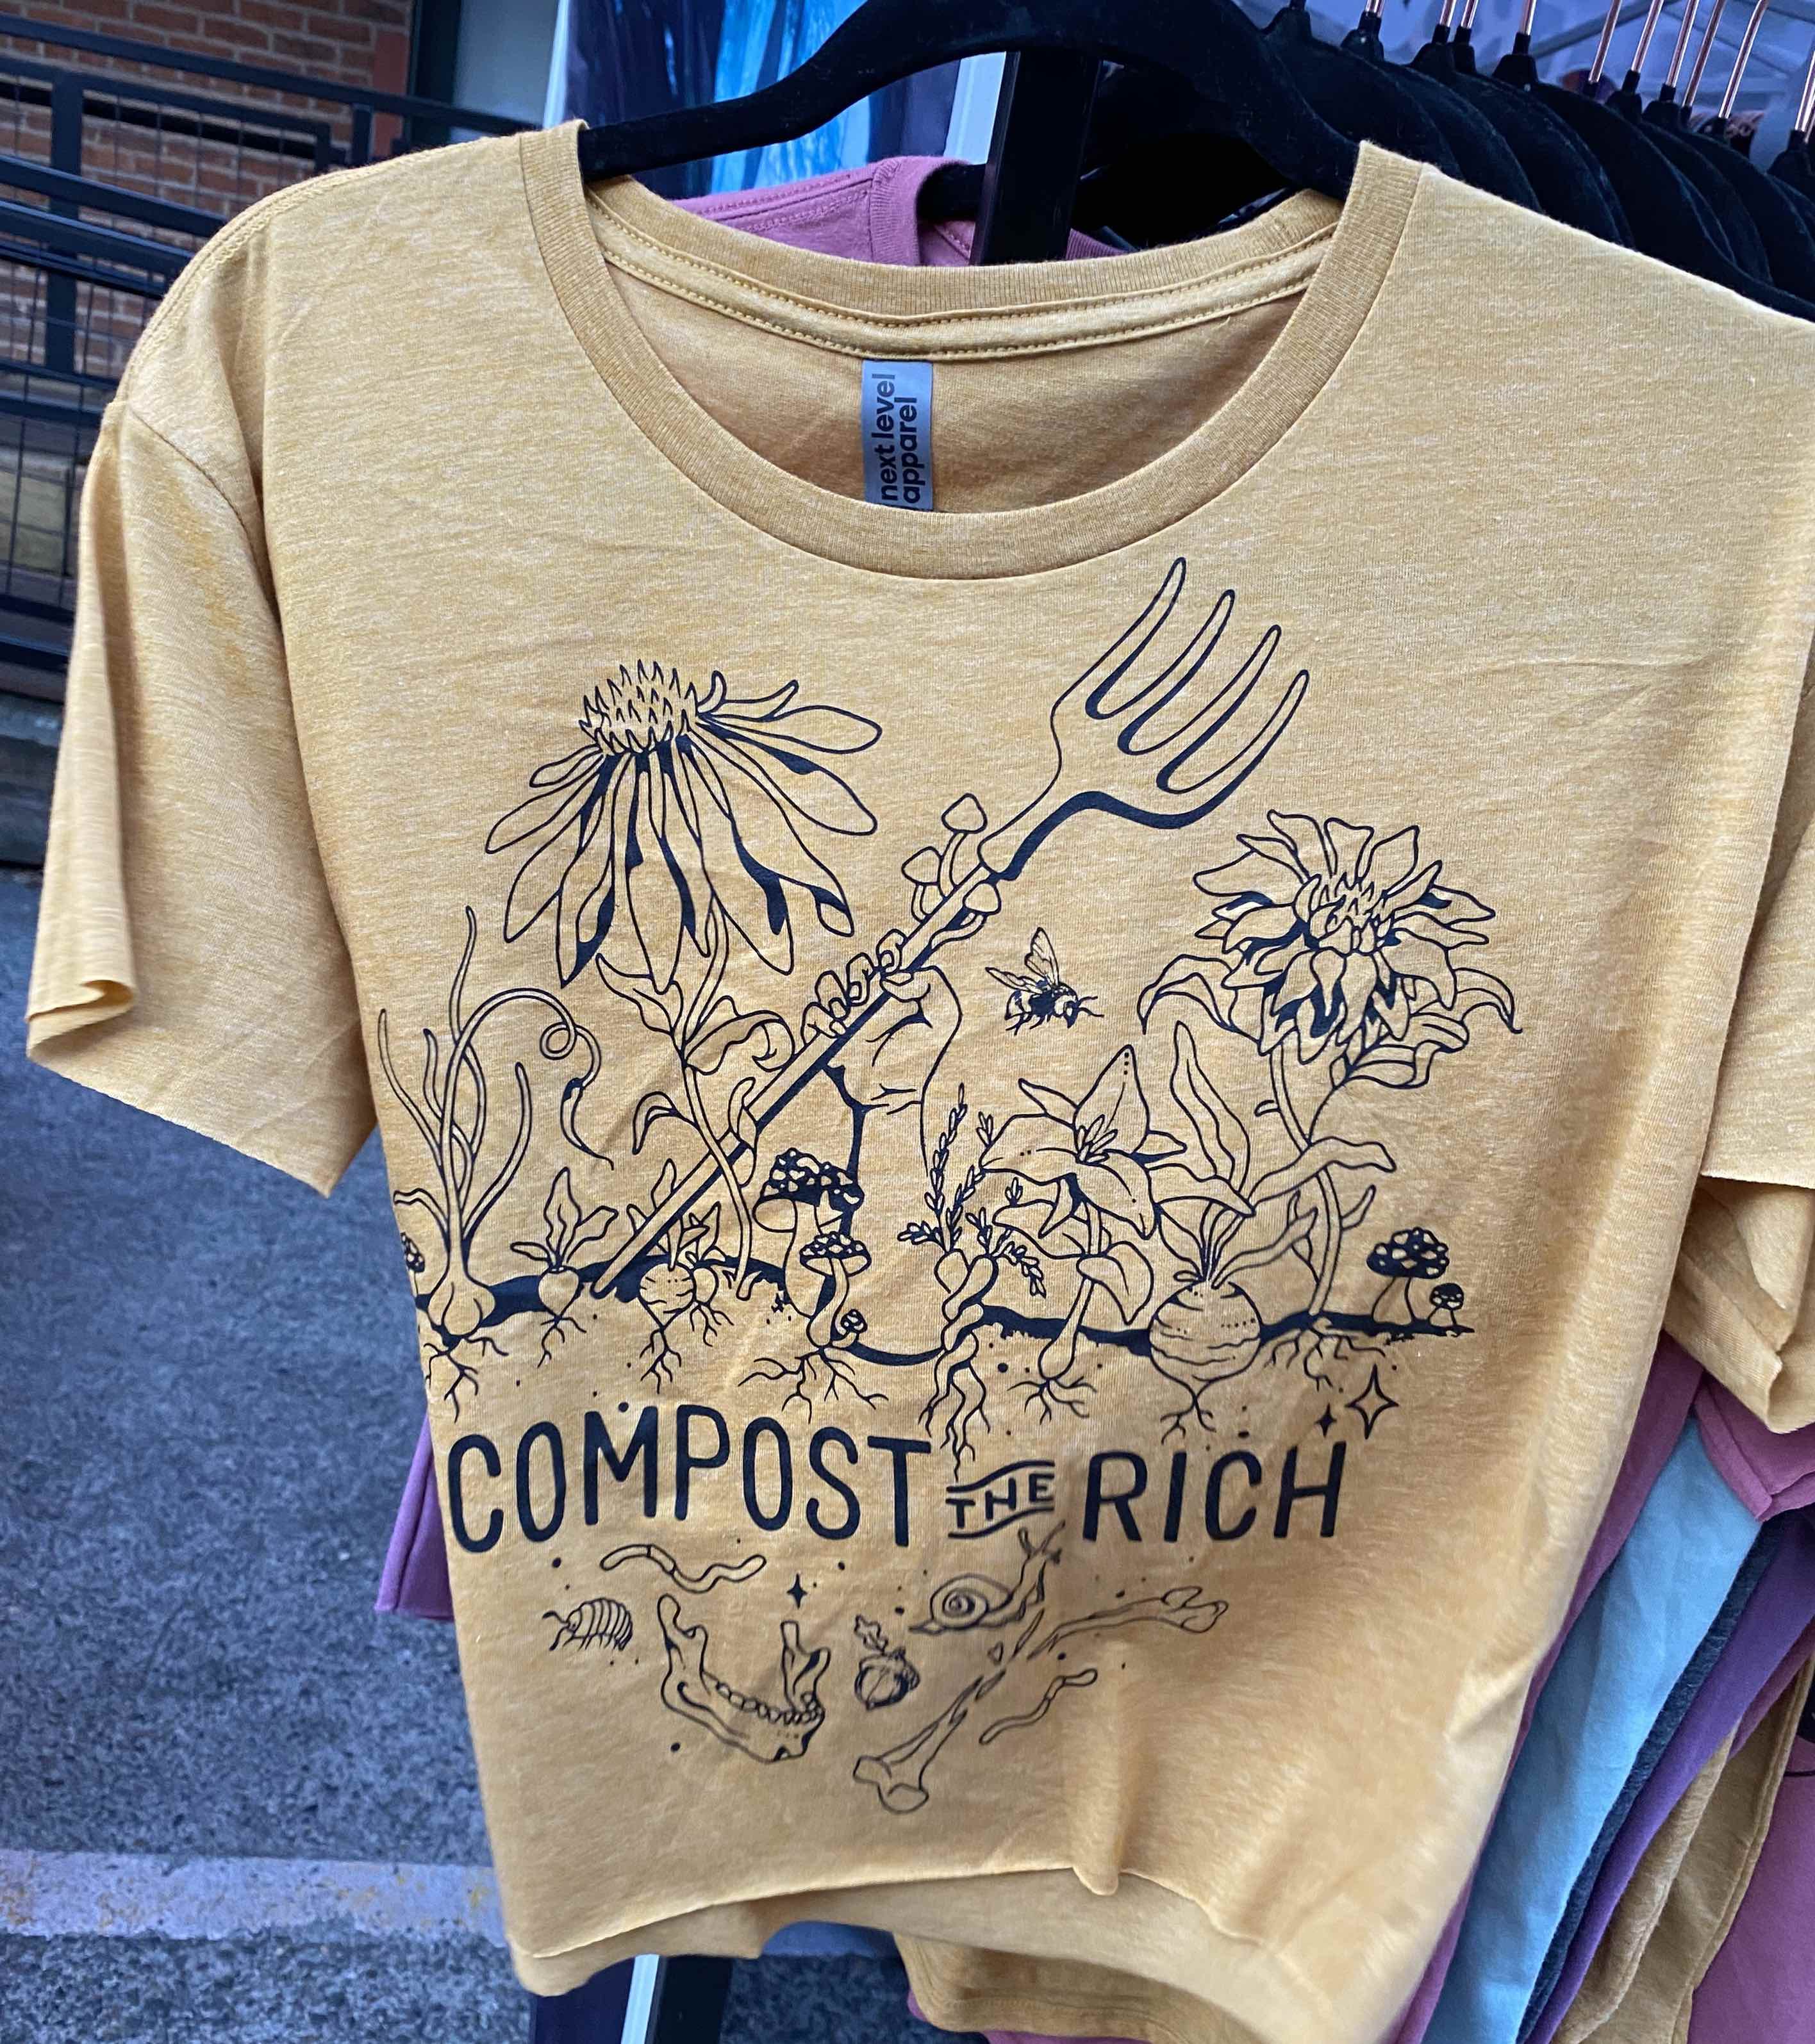 next level
apparel
COMPOST THE RICH